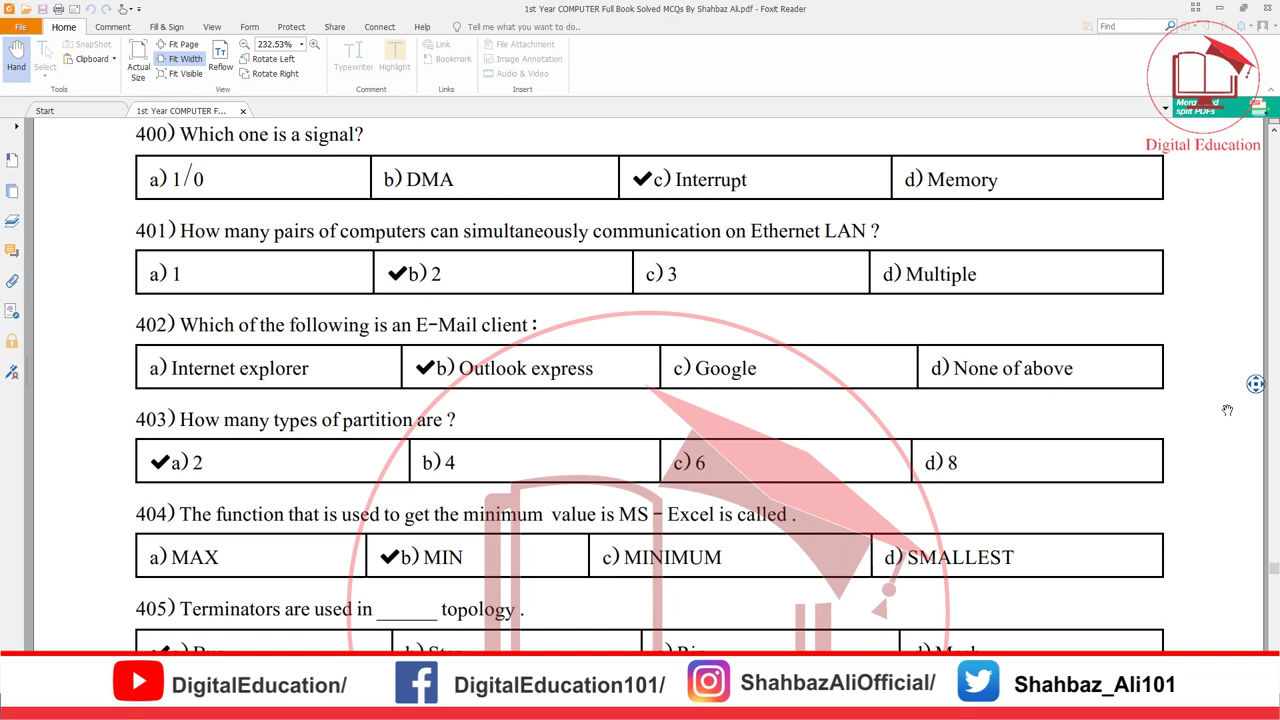 1st Year COMPUTER Full Book Solved MCQs By Shahbaz Ali.pdf - Foxit Reader
File Home Comment View Form Protect Share Connect Help Tell me what you want to do.. Find
Hand Select SnapShot Clipboard Actual Size Fit Page Fit Width Fit Visible Reflow 232.53% Rotate Left Rotate Right Typewriter Highlight Link Bookmark File Attachment Image Annotation Audio & Video
Tools View Comment Links Insert
Start 1st Year COMPUTER F...
split PDFs
Digital Education
400) Which one is a signal?
a) 1/0 b) DMA ✔c) Interrupt d) Memory
401) How many pairs of computers can simultaneously communication on Ethernet LAN ?
a) 1 ✔b) 2 c) 3 d) Multiple
402) Which of the following is an E-Mail client :
a) Internet explorer ✔b) Outlook express c) Google d) None of above
403) How many types of partition are ?
✔a) 2 b) 4 c) 6 d) 8
404) The function that is used to get the minimum value is MS - Excel is called .
a) MAX ✔b) MIN c) MINIMUM d) SMALLEST
405) Terminators are used in ______ topology .
DigitalEducation/ DigitalEducation101/ ShahbazAliOfficial/ Shahbaz_Ali101